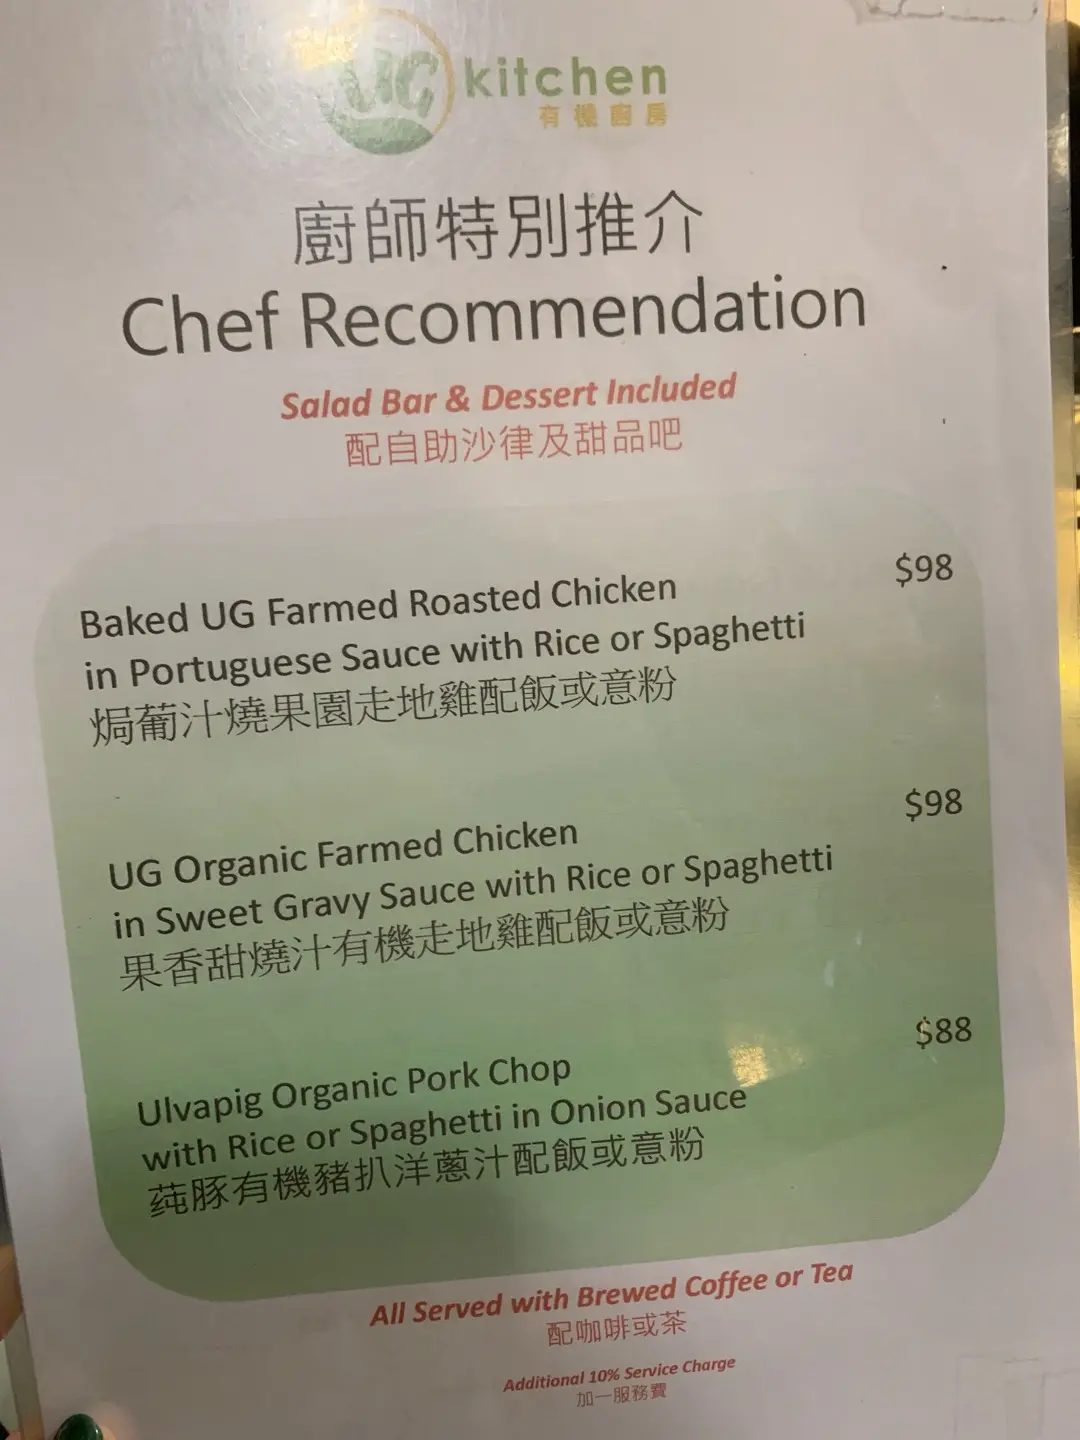 UG kitchen
有機廚房
廚師特別推介
Chef Recommendation
Salad Bar & Dessert Included
配自助沙律及甜品吧
Baked UG Farmed Roasted Chicken
$98
in Portuguese Sauce with Rice or Spaghetti
焗葡汁燒果園走地雞配飯或意粉
UG Organic Farmed Chicken
$98
in Sweet Gravy Sauce with Rice or Spaghetti
果香甜燒汁有機走地雞配飯或意粉
Ulvapig Organic Pork Chop
$88
with Rice or Spaghetti in Onion Sauce
莼豚有機豬扒洋蔥汁配飯或意粉
All Served with Brewed Coffee or Tea
配咖啡或茶
Additional 10% Service Charge
加一服務費